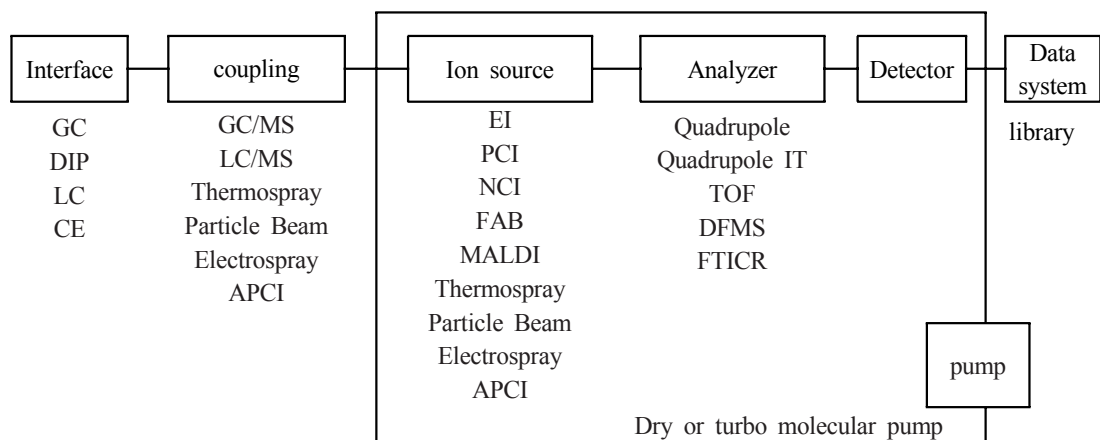 Interface
coupling
Ion source
Analyzer
Detector
Data
system
GC
DIP
LC
CE
GC/MS
LC/MS
Thermospray
Particle Beam
Electrospray
APCI
EI
PCI
NCI
FAB
MALDI
Thermospray
Particle Beam
Electrospray
APCI
Quadrupole
Quadrupole IT
TOF
DFMS
FTICR
library
pump
Dry or turbo molecular pump